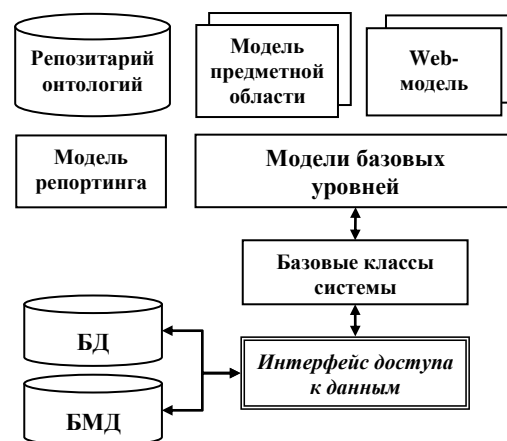 Репозитарий
онтологий
Модель
предметной
области
Web-
модель
Модель
репортинга
Модели базовых
уровней
Базовые классы
системы
БД
Интерфейс доступа
к данным
БМД